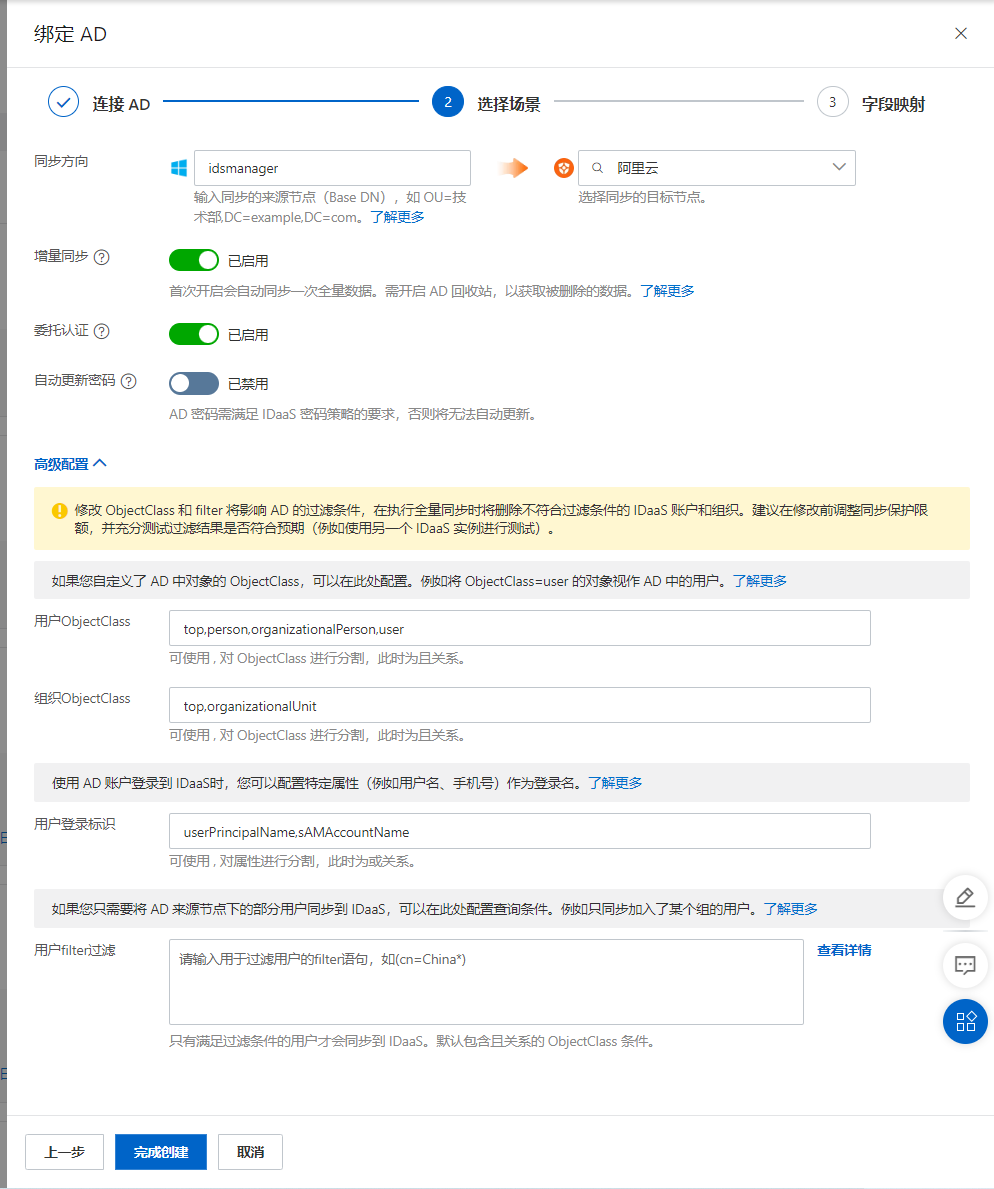 绑定 AD
连接 AD
2
选择场景
3
字段映射
同步方向
idsmanager
阿里云
输入同步的来源节点（Base DN），如 OU=技
术部,DC=example,DC=com。了解更多
选择同步的目标节点。
增量同步 ?
已启用
首次开启会自动同步一次全量数据。需开启 AD 回收站，以获取被删除的数据。了解更多
委托认证 ?
已启用
自动更新密码 ?
已禁用
AD 密码需满足 IDaaS 密码策略的要求，否则将无法自动更新。
高级配置
修改 ObjectClass 和 filter 将影响 AD 的过滤条件，在执行全量同步时将删除不符合过滤条件的 IDaaS 账户和组织。建议在修改前调整同步保护限
额，并充分测试过滤结果是否符合预期（例如使用另一个 IDaaS 实例进行测试）。
如果您自定义了 AD 中对象的 ObjectClass，可以在此处配置。例如将 ObjectClass=user 的对象视作 AD 中的用户。了解更多
用户ObjectClass
top,person,organizationalPerson,user
可使用 , 对 ObjectClass 进行分割，此时为且关系。
组织ObjectClass
top,organizationalUnit
可使用 , 对 ObjectClass 进行分割，此时为且关系。
使用 AD 账户登录到 IDaaS时，您可以配置特定属性（例如用户名、手机号）作为登录名。了解更多
用户登录标识
userPrincipalName,sAMAccountName
可使用 , 对属性进行分割，此时为或关系。
如果您只需要将 AD 来源节点下的部分用户同步到 IDaaS，可以在此处配置查询条件。例如只同步加入了某个组的用户。了解更多
用户filter过滤
请输入用于过滤用户的filter语句，如(cn=China*)
查看详情
只有满足过滤条件的用户才会同步到 IDaaS。默认包含且关系的 ObjectClass 条件。
上一步
完成创建
取消